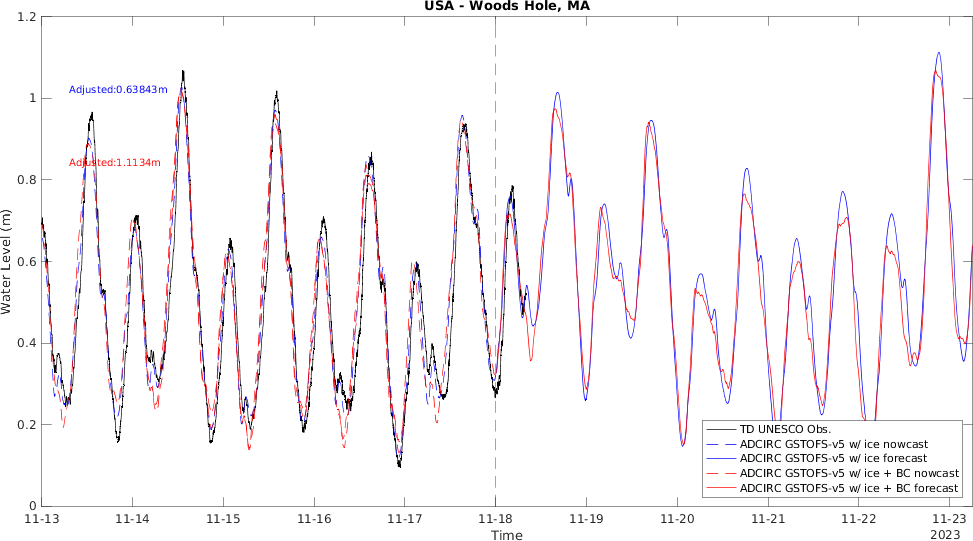 USA - Woods Hole, MA
1.2
1
0.8
0.6
0.4
0.2
0
Water Level (m)
Adjusted:0.63843m
Adjusted:1.1134m
TD UNESCO Obs.
ADCIRC GSTOFS-v5 w/ ice nowcast
ADCIRC GSTOFS-v5 w/ ice forecast
ADCIRC GSTOFS-v5 w/ ice + BC nowcast
ADCIRC GSTOFS-v5 w/ ice + BC forecast
11-13 11-14 11-15 11-16 11-17 11-18 11-19 11-20 11-21 11-22 11-23
Time
2023